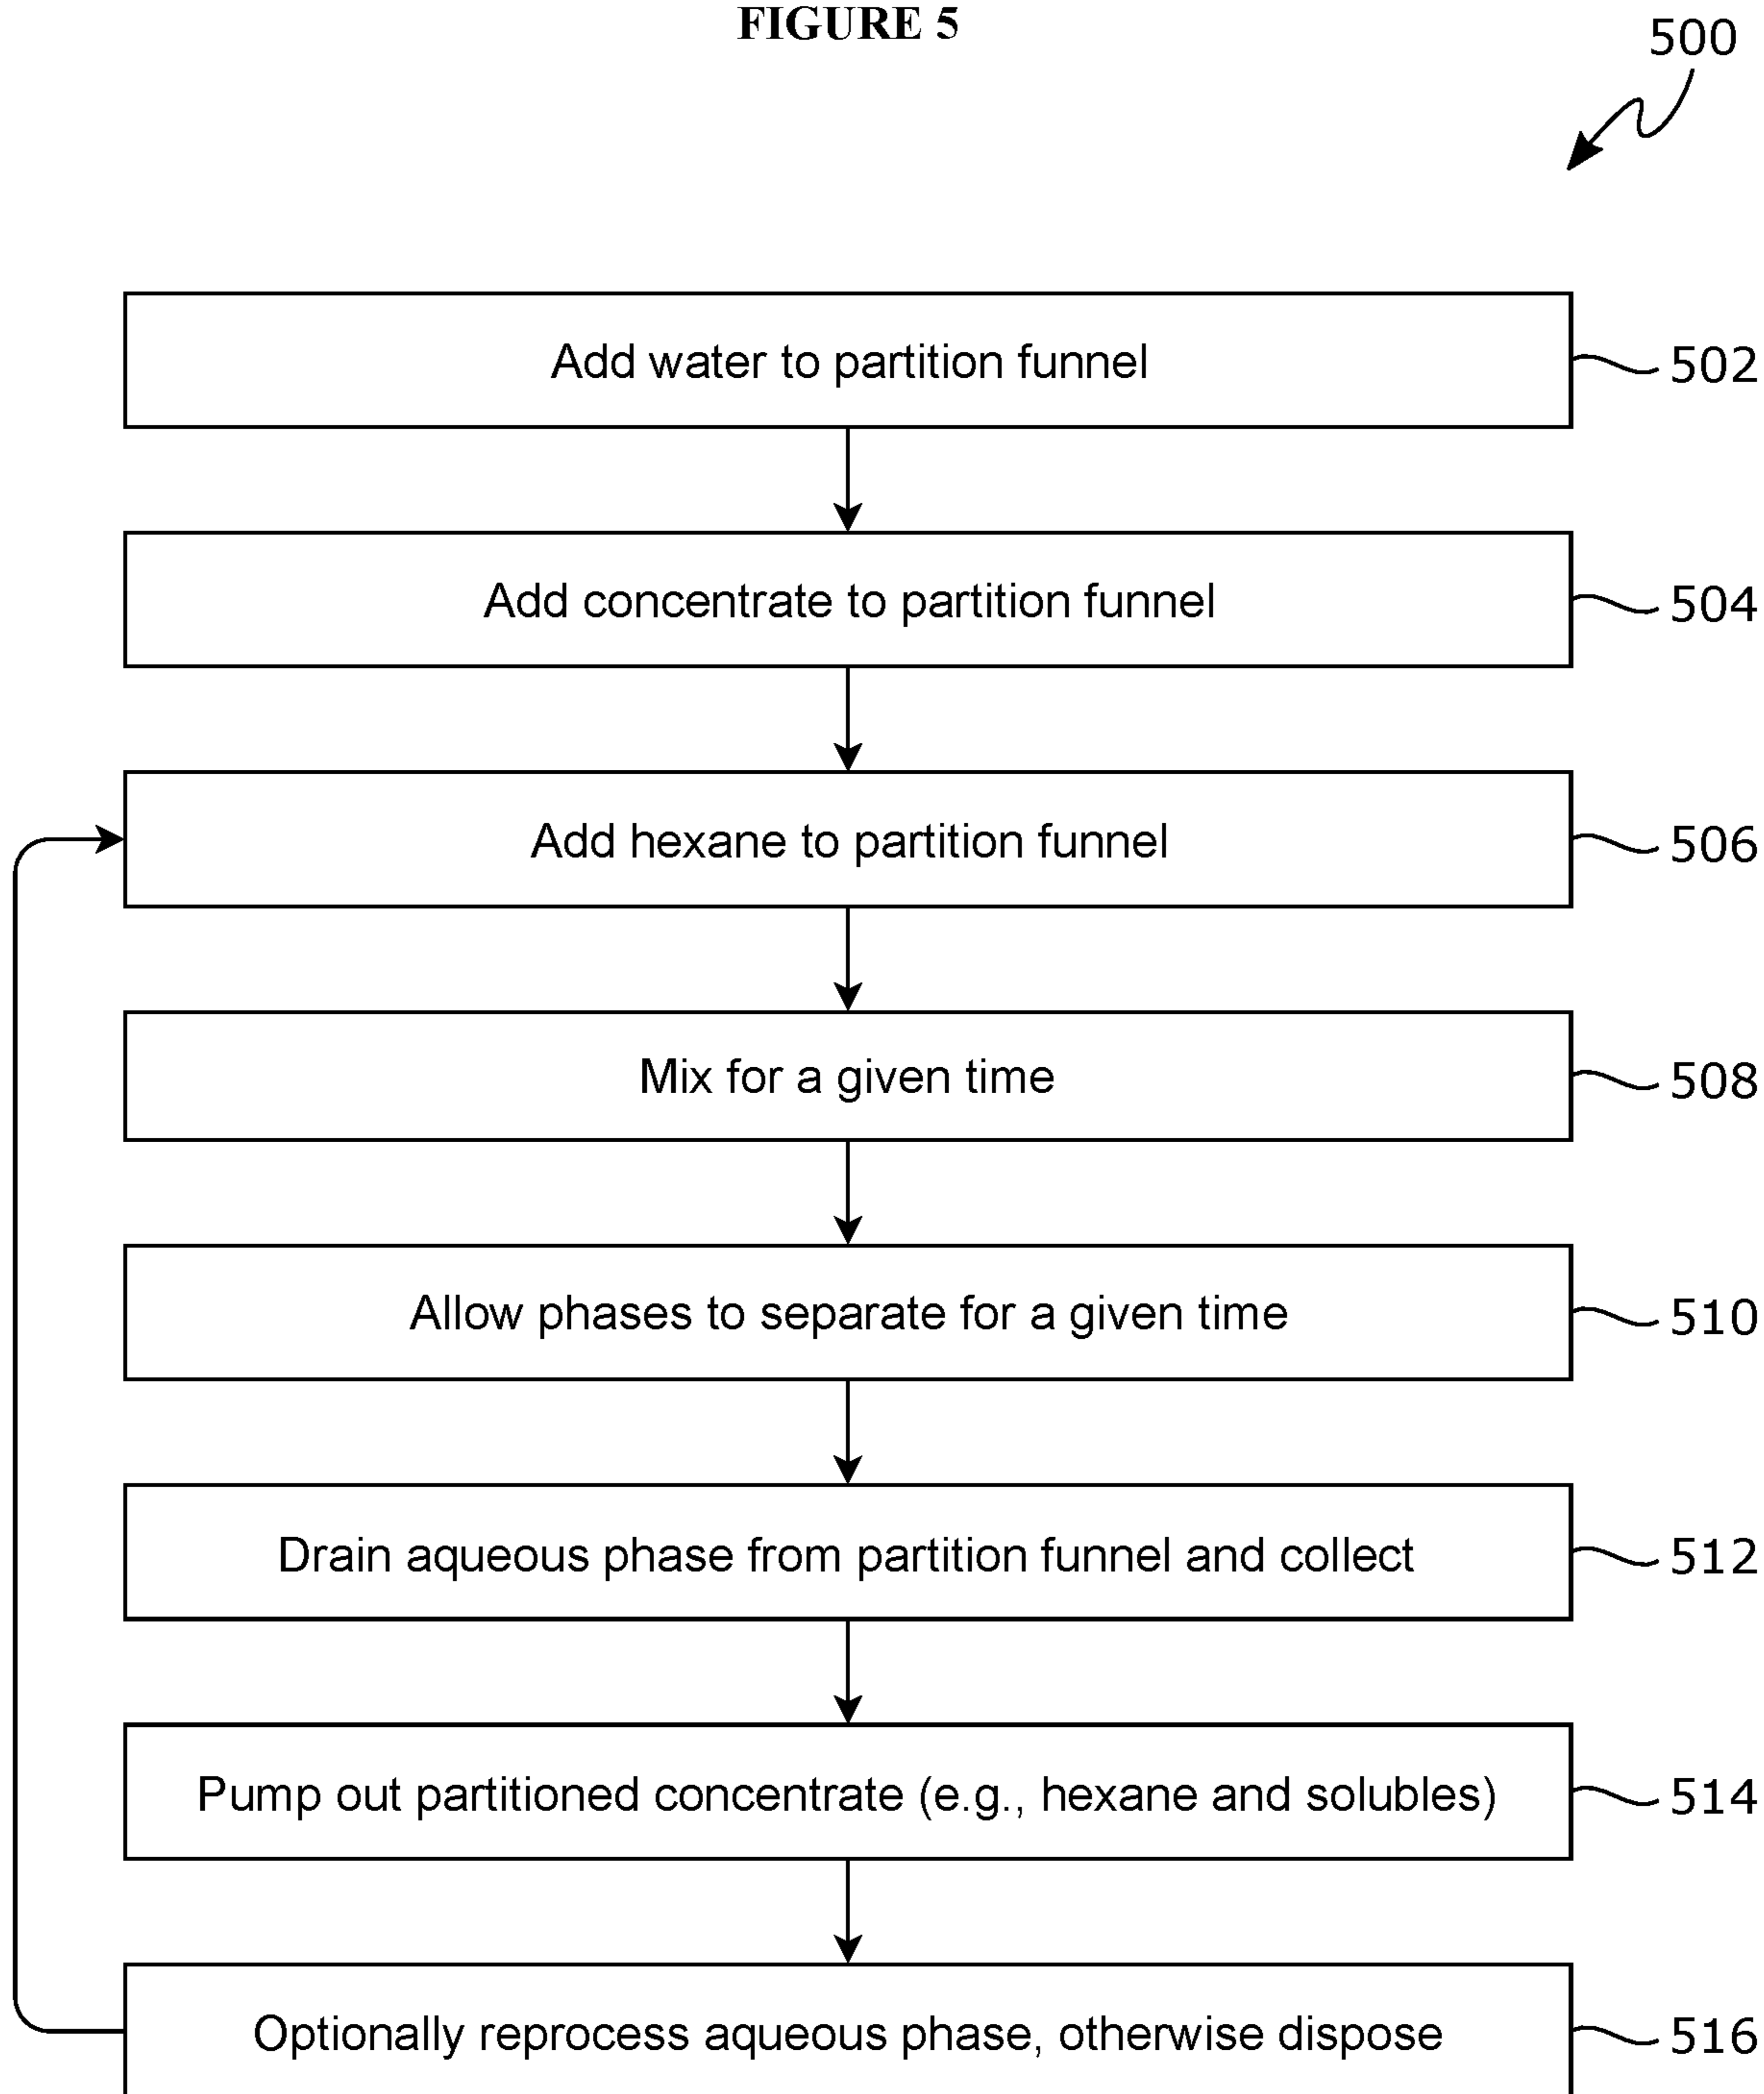 FIGURE 5
500
Add water to partition funnel
502
Add concentrate to partition funnel
504
Add hexane to partition funnel
506
Mix for a given time
508
Allow phases to separate for a given time
510
Drain aqueous phase from partition funnel and collect
512
Pump out partitioned concentrate (e.g., hexane and solubles)
514
Optionally reprocess aqueous phase, otherwise dispose
516